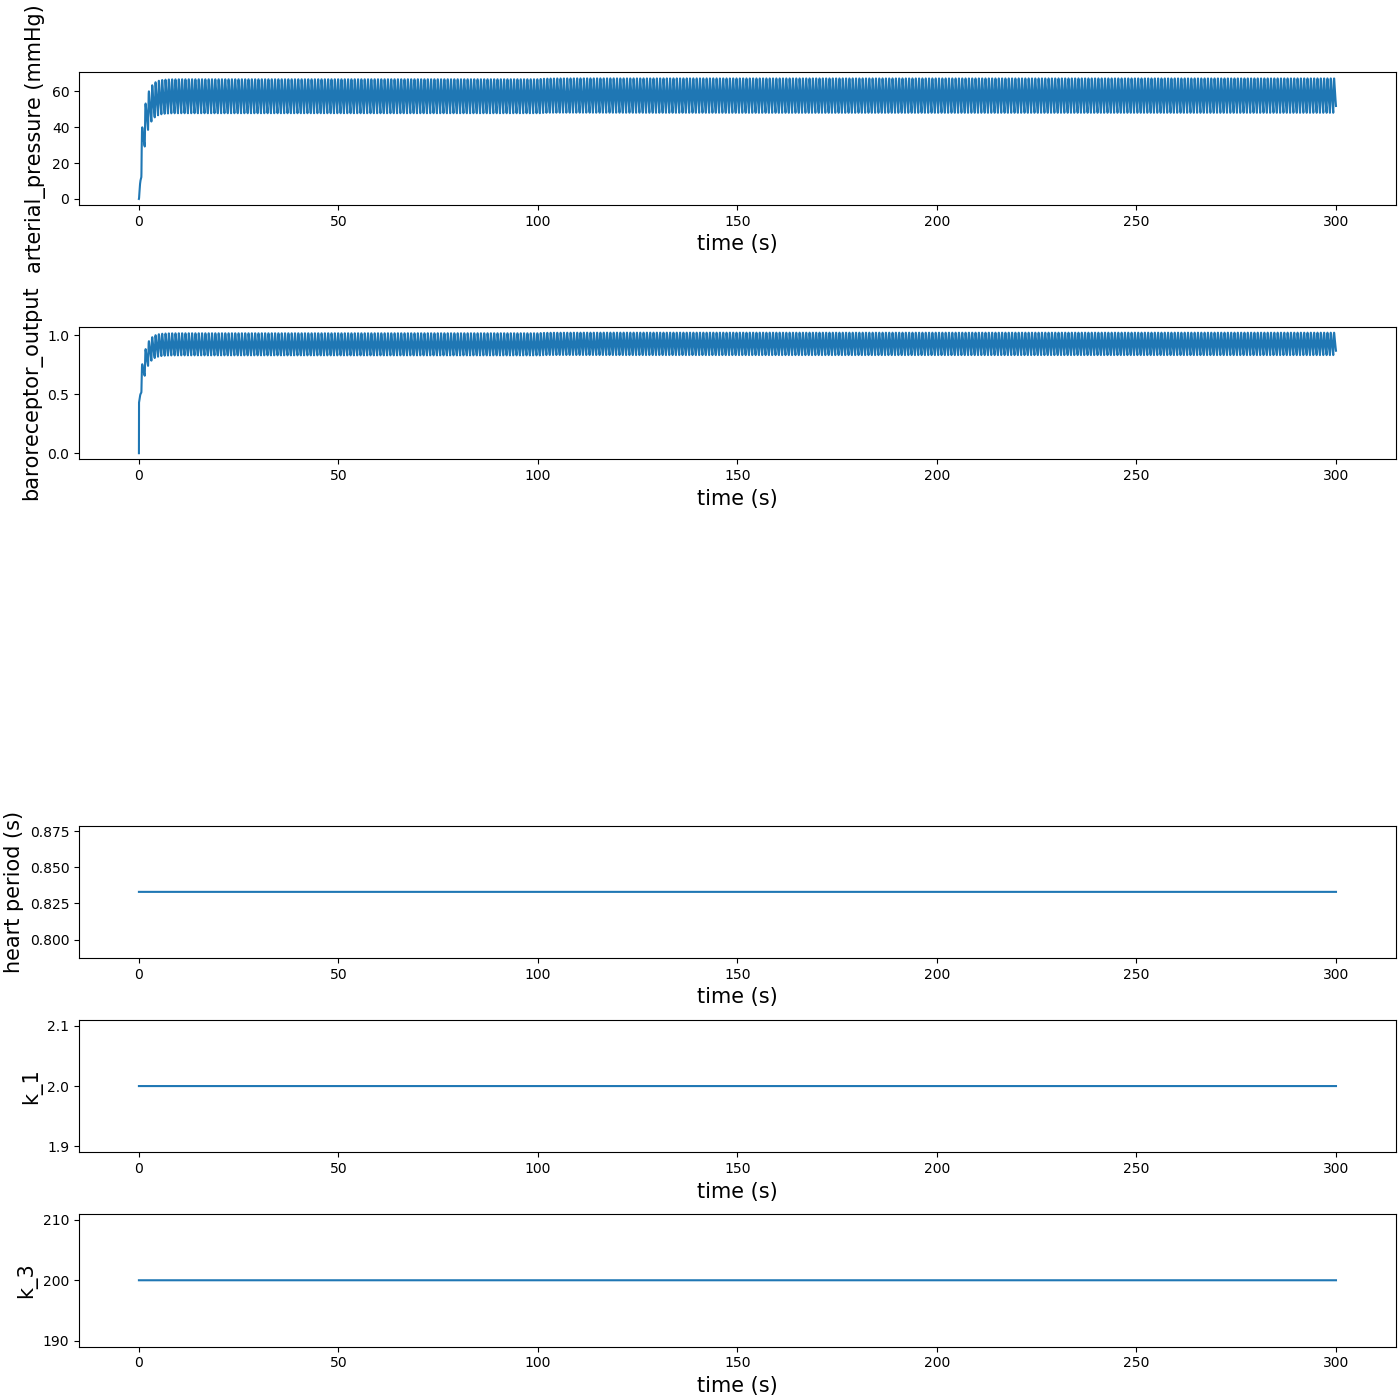 arterial_pressure (mmHg)
60
40
20
0
0 50 100 150 200 250 300
time (s)
baroreceptor_output
1.0
0.5
0.0
0 50 100 150 200 250 300
time (s)
heart period (s)
0.875
0.850
0.825
0.800
0 50 100 150 200 250 300
time (s)
k_1
2.1
2.0
1.9
0 50 100 150 200 250 300
time (s)
k_3
210
200
190
0 50 100 150 200 250 300
time (s)